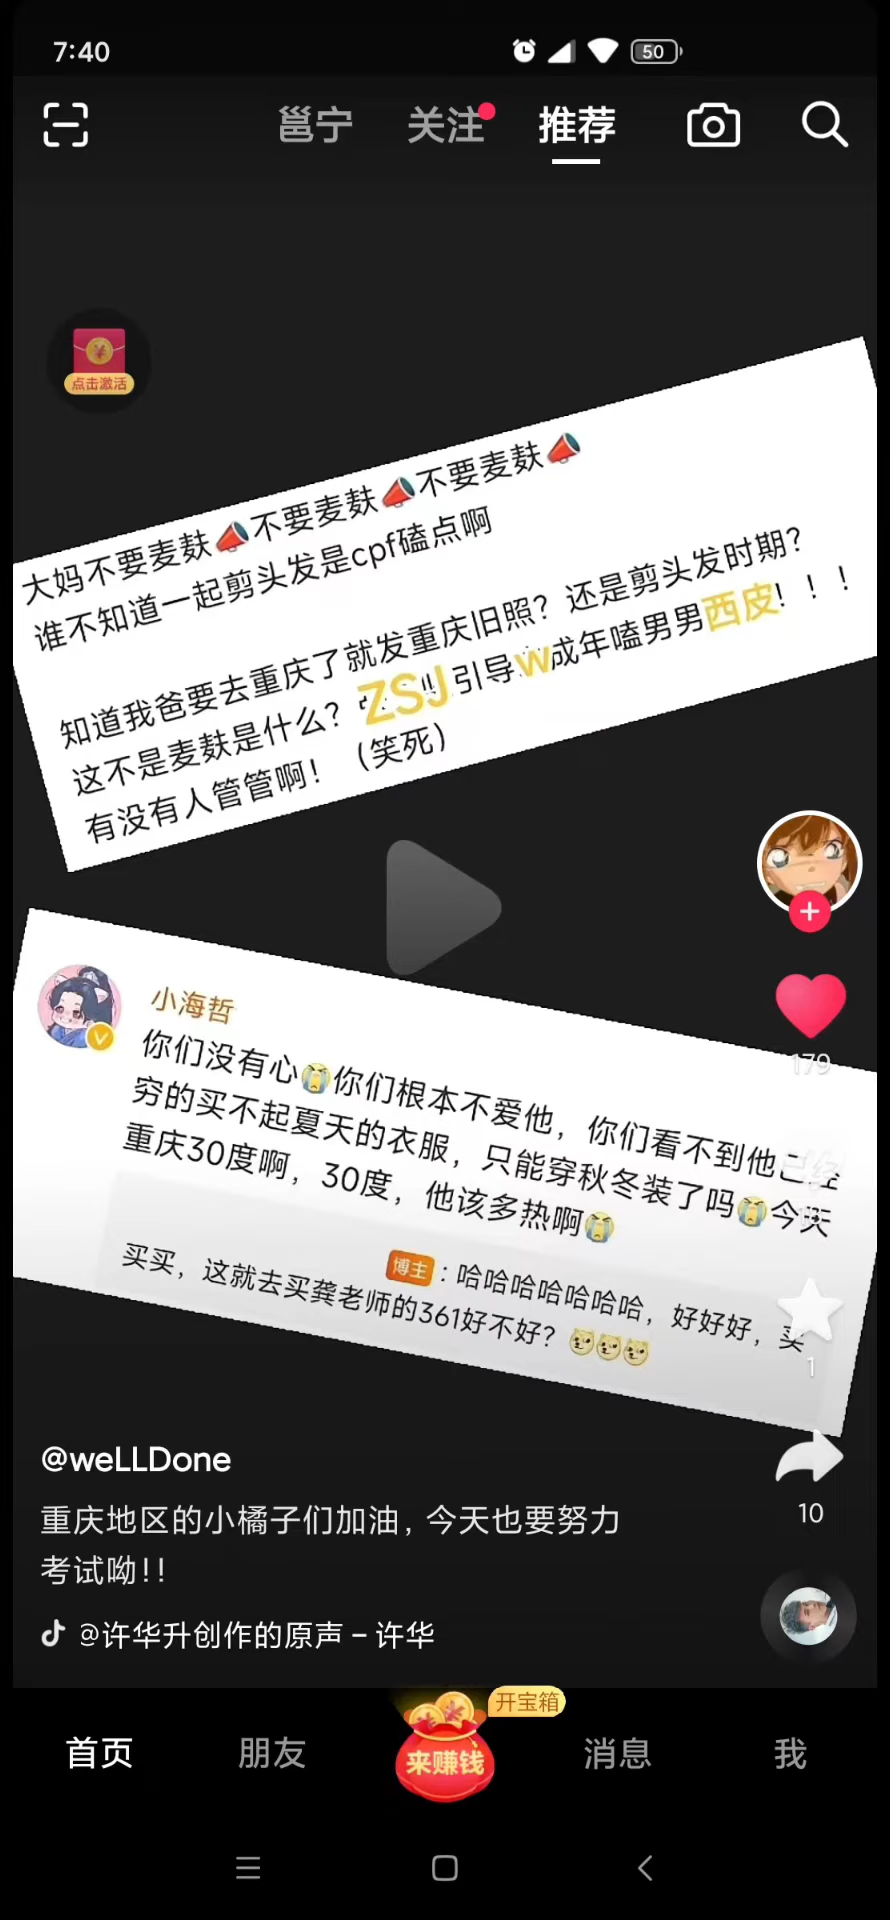 7:40
50
邕宁
关注
推荐
点击激活
大妈不要麦麸📣不要麦麸📣不要麦麸📣
谁不知道一起剪头发是cpf磕点啊
知道我爸要去重庆了就发重庆旧照？还是剪头发时期？
这不是麦麸是什么？ZSJ引导w成年嗑男男西皮！！！
有没有人管管啊！（笑死）
小海哲
你们没有心😭你们根本不爱他，你们看不到他已经
穷的买不起夏天的衣服，只能穿秋冬装了吗😭今天
重庆30度啊，30度，他该多热啊😭
博主：哈哈哈哈哈哈哈，好好好，买
买买，这就去买龚老师的361好不好？
179
1
10
@weLLDone
重庆地区的小橘子们加油，今天也要努力
考试呦！！
@许华升创作的原声 – 许华
开宝箱
首页
朋友
来赚钱
消息
我